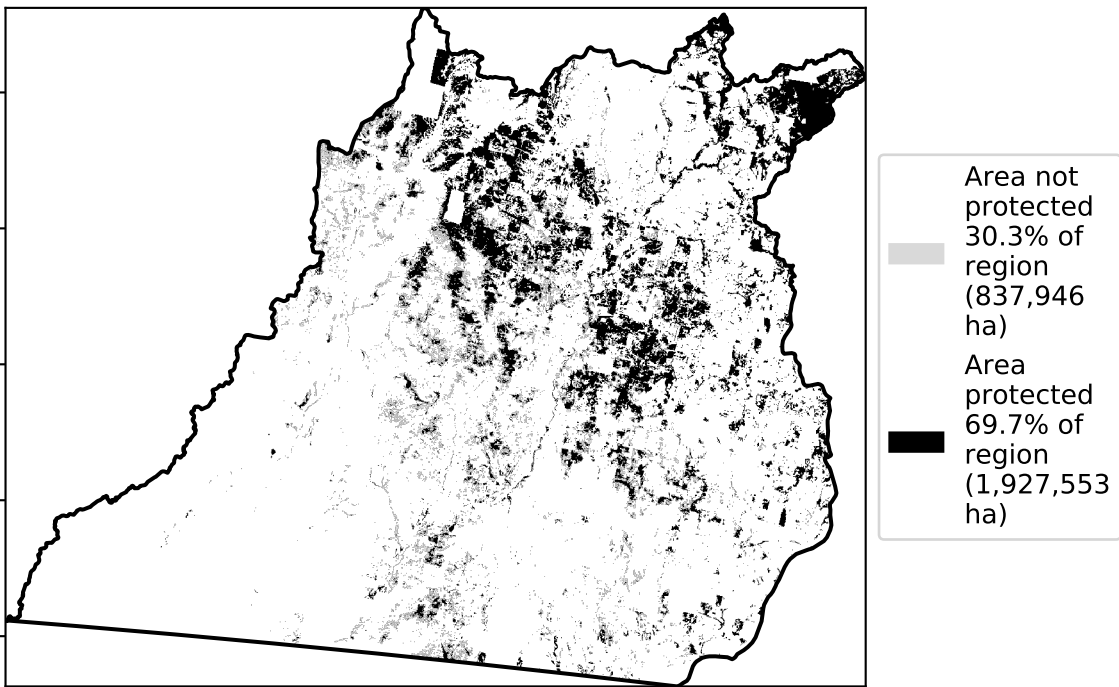 Area not
protected
30.3% of
region
(837,946
ha)
Area
protected
69.7% of
region
(1,927,553
ha)